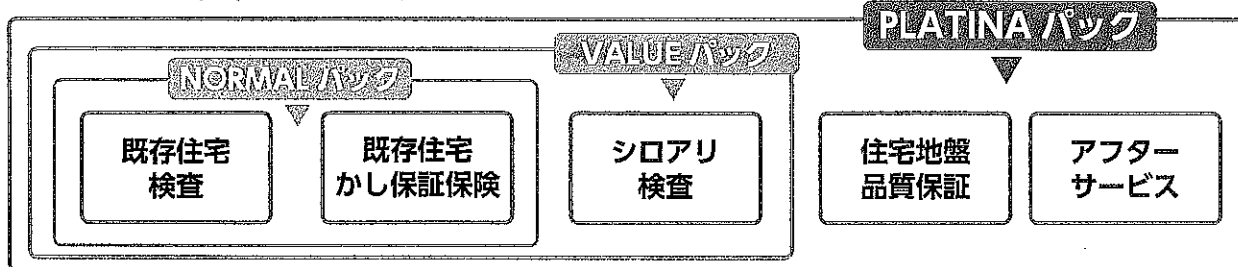 PLATINA パック
VALUE パック
NORMAL パック
既存住宅
検査
既存住宅
かし保証保険
シロアリ
検査
住宅地盤
品質保証
アフター
サービス